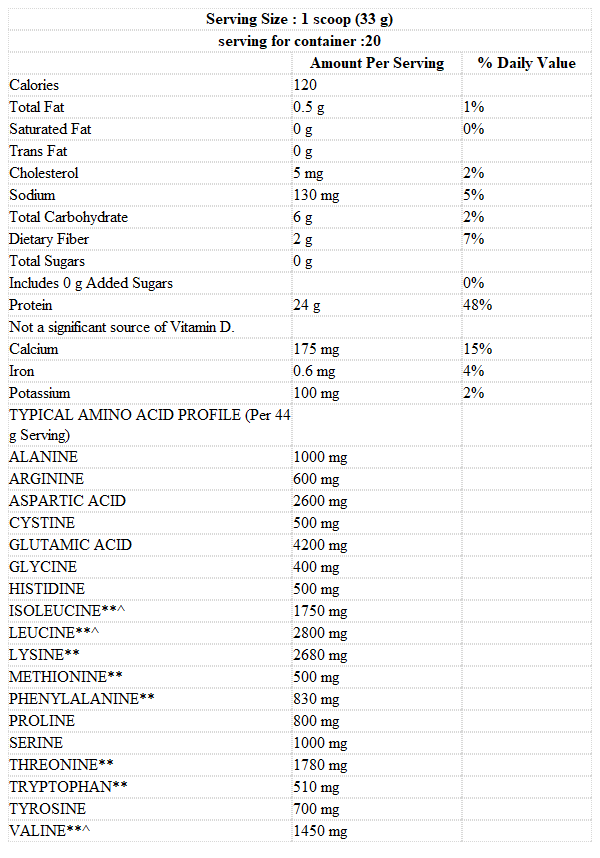 Serving Size : 1 scoop (33 g)
serving for container :20
Amount Per Serving % Daily Value
Calories 120
Total Fat 0.5 g 1%
Saturated Fat 0 g 0%
Trans Fat 0 g
Cholesterol 5 mg 2%
Sodium 130 mg 5%
Total Carbohydrate 6 g 2%
Dietary Fiber 2 g 7%
Total Sugars 0 g
Includes 0 g Added Sugars 0%
Protein 24 g 48%
Not a significant source of Vitamin D.
Calcium 175 mg 15%
Iron 0.6 mg 4%
Potassium 100 mg 2%
TYPICAL AMINO ACID PROFILE (Per 44
g Serving)
ALANINE 1000 mg
ARGININE 600 mg
ASPARTIC ACID 2600 mg
CYSTINE 500 mg
GLUTAMIC ACID 4200 mg
GLYCINE 400 mg
HISTIDINE 500 mg
ISOLEUCINE**^ 1750 mg
LEUCINE**^ 2800 mg
LYSINE** 2680 mg
METHIONINE** 500 mg
PHENYLALANINE** 830 mg
PROLINE 800 mg
SERINE 1000 mg
THREONINE** 1780 mg
TRYPTOPHAN** 510 mg
TYROSINE 700 mg
VALINE**^ 1450 mg